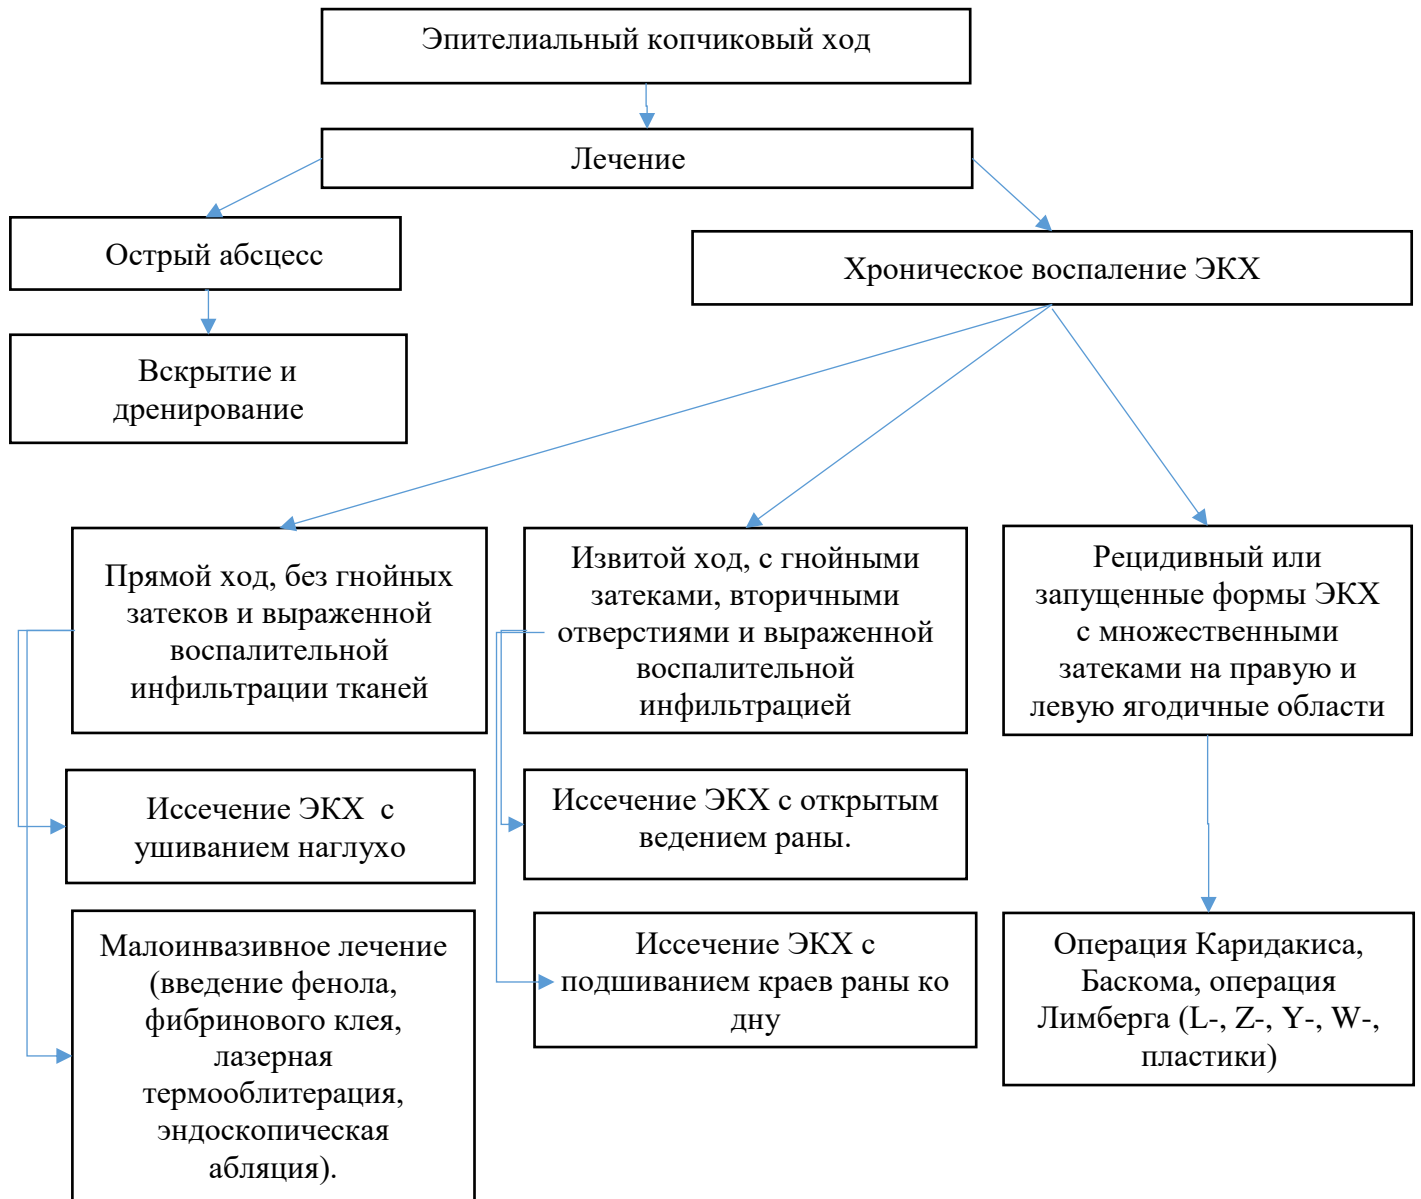 Эпителиальный копчиковый ход
Лечение
Острый абсцесс
Хроническое воспаление ЭКХ
Вскрытие и
дренирование
Прямой ход, без гнойных
затеков и выраженной
воспалительной
инфильтрации тканей
Извитой ход, с гнойными
затеками, вторичными
отверстиями и выраженной
воспалительной
инфильтрацией
Рецидивный или
запущенные формы ЭКХ
с множественными
затеками на правую и
левую ягодичные области
Иссечение ЭКХ с
ушиванием наглухо
Иссечение ЭКХ с открытым
ведением раны.
Малоинвазивное лечение
(введение фенола,
фибринового клея,
лазерная
термооблитерация,
эндоскопическая
абляция).
Иссечение ЭКХ с
подшиванием краев раны ко
дну
Операция Каридакиса,
Баскома, операция
Лимберга (L-, Z-, Y-, W-,
пластики)